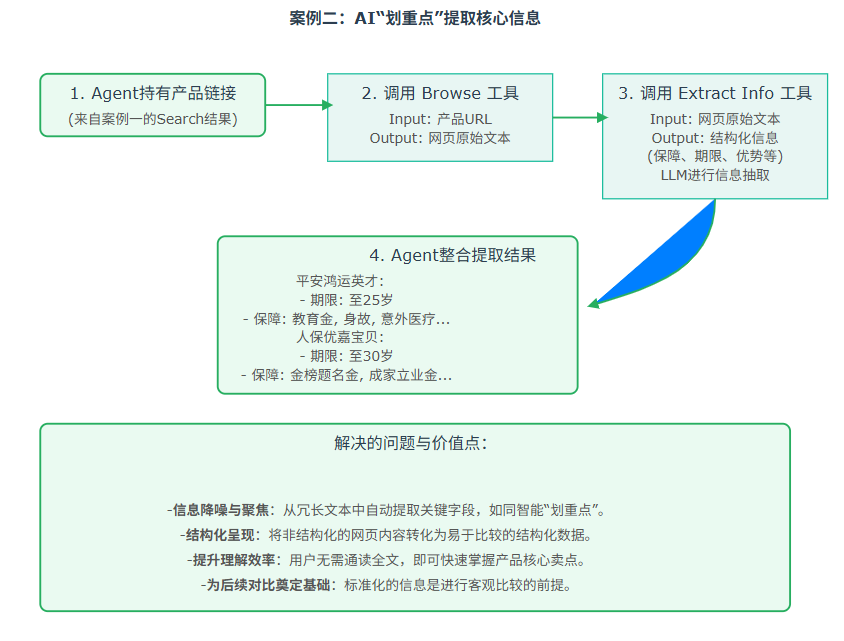 案例二：AI“划重点”提取核心信息
1. Agent持有产品链接
(来自案例一的Search结果)
2. 调用 Browse 工具
Input: 产品URL
Output: 网页原始文本
3. 调用 Extract Info 工具
Input: 网页原始文本
Output: 结构化信息
(保障、期限、优势等)
LLM进行信息抽取
4. Agent整合提取结果
平安鸿运英才:
- 期限: 至25岁
- 保障: 教育金, 身故, 意外医疗...
人保优嘉宝贝:
- 期限: 至30岁
- 保障: 金榜题名金, 成家立业金...
解决的问题与价值点:
-信息降噪与聚焦：从冗长文本中自动提取关键字段，如同智能“划重点”。
-结构化呈现：将非结构化的网页内容转化为易于比较的结构化数据。
-提升理解效率：用户无需通读全文，即可快速掌握产品核心卖点。
-为后续对比奠定基础：标准化的信息是进行客观比较的前提。